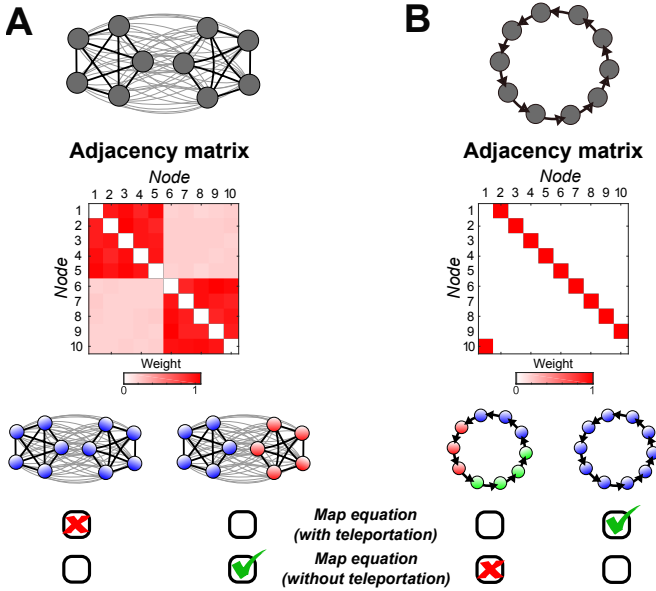 A
B
Adjacency matrix
Node
1 2 3 4 5 6 7 8 9 10
Node
1
2
3
4
5
6
7
8
9
10
Weight
0 1
Adjacency matrix
Node
1 2 3 4 5 6 7 8 9 10
1
2
3
4
5
6
7
8
9
10
Weight
0 1
Map equation
(with teleportation)
Map equation
(without teleportation)